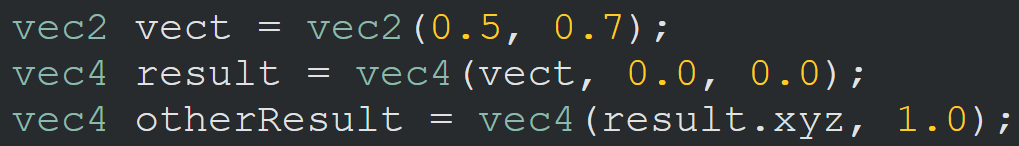 vec2 vect = vec2(0.5, 0.7);
vec4 result = vec4(vect, 0.0, 0.0);
vec4 otherResult = vec4(result.xyz, 1.0);